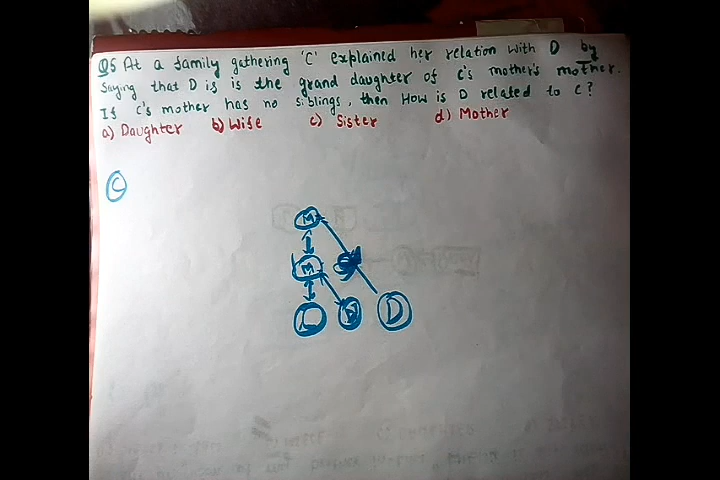 Q5 At a family gathering 'C' explained her relation with D by
saying that D is is the grand daughter of C's mother's mother.
If C's mother has no siblings, then How is D related to C?
a) Daughter b) Wife c) Sister d) Mother
C
M
M
C D D